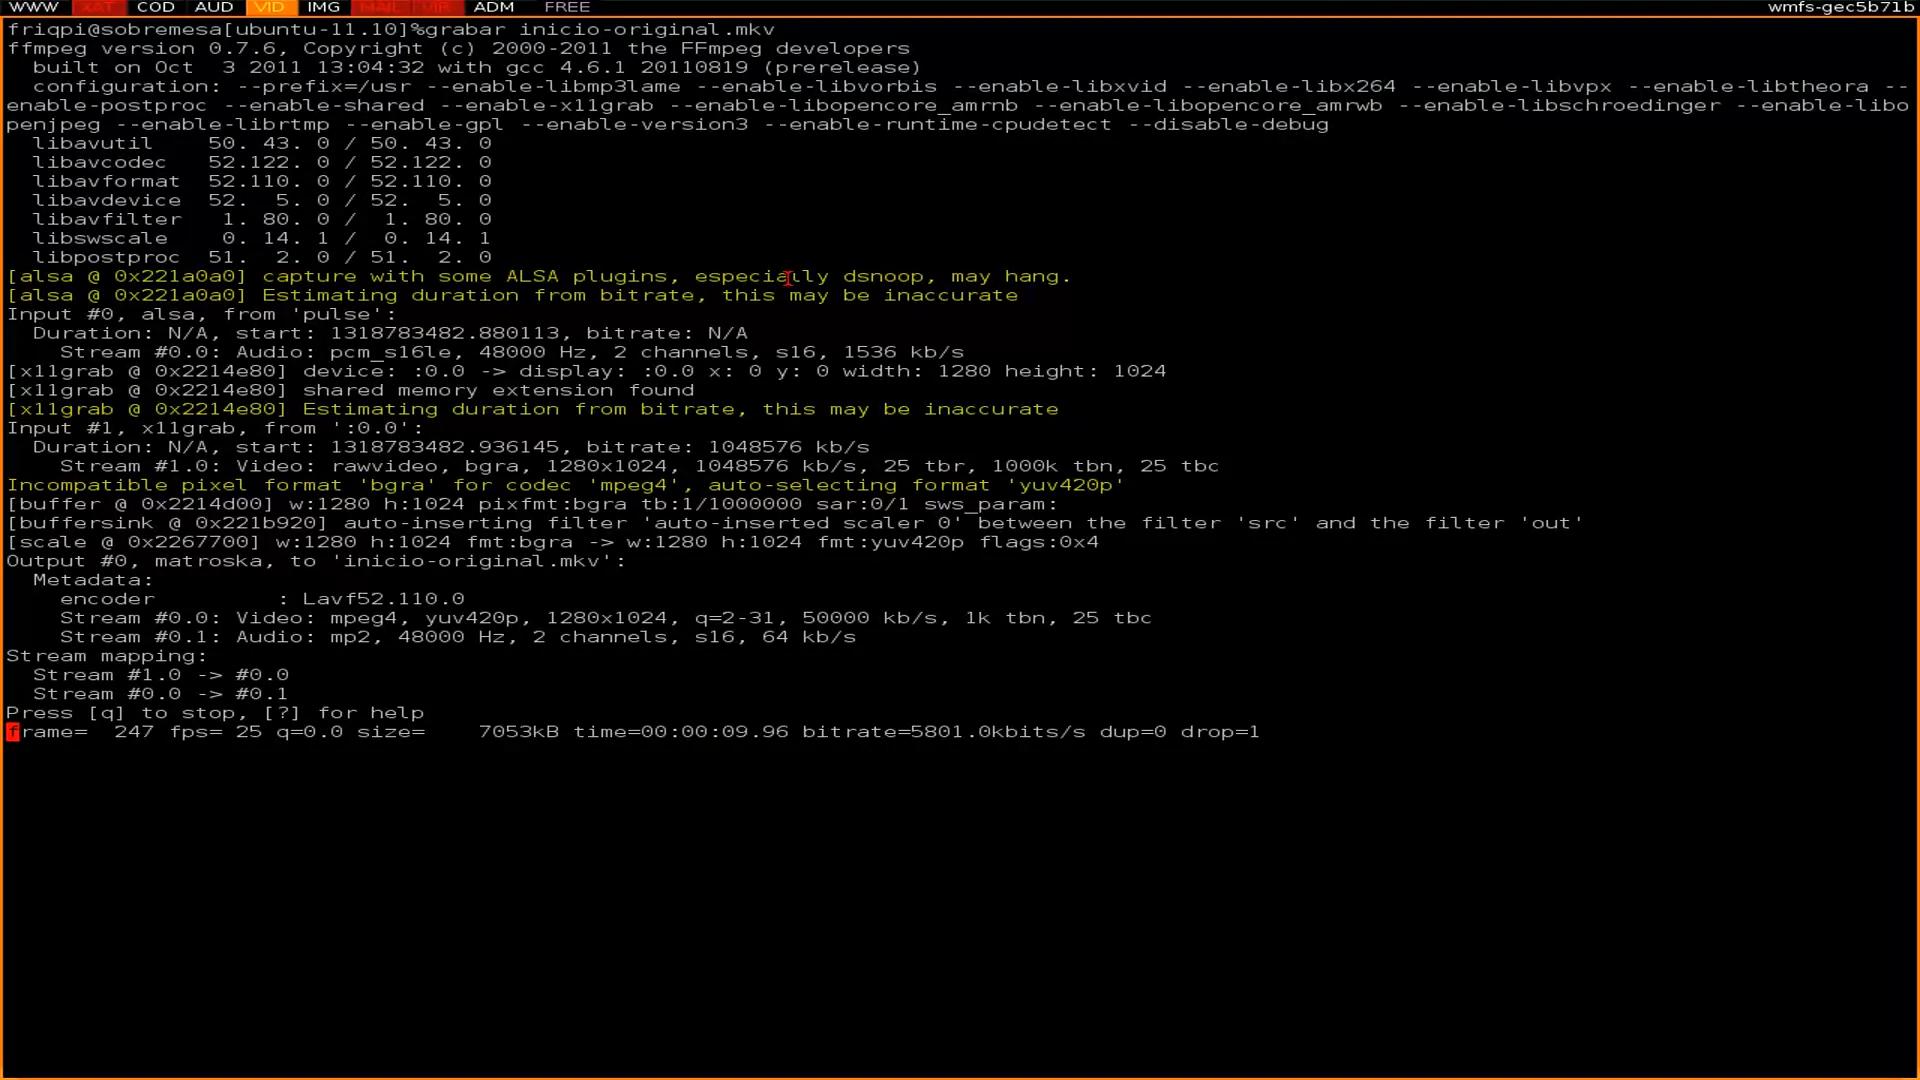 WWW XAT COD AUD VID IMG MAIL VIR ADM FREE wmfs-gec5b71b
friqpi@sobremesa[ubuntu-11.10]%grabar inicio-original.mkv
ffmpeg version 0.7.6, Copyright (c) 2000-2011 the FFmpeg developers
built on Oct  3 2011 13:04:32 with gcc 4.6.1 20110819 (prerelease)
configuration: --prefix=/usr --enable-libmp3lame --enable-libvorbis --enable-libxvid --enable-libx264 --enable-libvpx --enable-libtheora --
enable-postproc --enable-shared --enable-x11grab --enable-libopencore_amrnb --enable-libopencore_amrwb --enable-libschroedinger --enable-libo
penjpeg --enable-librtmp --enable-gpl --enable-version3 --enable-runtime-cpudetect --disable-debug
libavutil    50. 43. 0 / 50. 43. 0
libavcodec   52.122. 0 / 52.122. 0
libavformat  52.110. 0 / 52.110. 0
libavdevice  52.  5. 0 / 52.  5. 0
libavfilter   1. 80. 0 /  1. 80. 0
libswscale    0. 14. 1 /  0. 14. 1
libpostproc  51.  2. 0 / 51.  2. 0
[alsa @ 0x221a0a0] capture with some ALSA plugins, especially dsnoop, may hang.
[alsa @ 0x221a0a0] Estimating duration from bitrate, this may be inaccurate
Input #0, alsa, from 'pulse':
Duration: N/A, start: 1318783482.880113, bitrate: N/A
Stream #0.0: Audio: pcm_s16le, 48000 Hz, 2 channels, s16, 1536 kb/s
[x11grab @ 0x2214e80] device: :0.0 -> display: :0.0 x: 0 y: 0 width: 1280 height: 1024
[x11grab @ 0x2214e80] shared memory extension found
[x11grab @ 0x2214e80] Estimating duration from bitrate, this may be inaccurate
Input #1, x11grab, from ':0.0':
Duration: N/A, start: 1318783482.936145, bitrate: 1048576 kb/s
Stream #1.0: Video: rawvideo, bgra, 1280x1024, 1048576 kb/s, 25 tbr, 1000k tbn, 25 tbc
Incompatible pixel format 'bgra' for codec 'mpeg4', auto-selecting format 'yuv420p'
[buffer @ 0x2214d00] w:1280 h:1024 pixfmt:bgra tb:1/1000000 sar:0/1 sws_param:
[buffersink @ 0x221b920] auto-inserting filter 'auto-inserted scaler 0' between the filter 'src' and the filter 'out'
[scale @ 0x2267700] w:1280 h:1024 fmt:bgra -> w:1280 h:1024 fmt:yuv420p flags:0x4
Output #0, matroska, to 'inicio-original.mkv':
Metadata:
encoder         : Lavf52.110.0
Stream #0.0: Video: mpeg4, yuv420p, 1280x1024, q=2-31, 50000 kb/s, 1k tbn, 25 tbc
Stream #0.1: Audio: mp2, 48000 Hz, 2 channels, s16, 64 kb/s
Stream mapping:
Stream #1.0 -> #0.0
Stream #0.0 -> #0.1
Press [q] to stop, [?] for help
frame=  247 fps= 25 q=0.0 size=    7053kB time=00:00:09.96 bitrate=5801.0kbits/s dup=0 drop=1